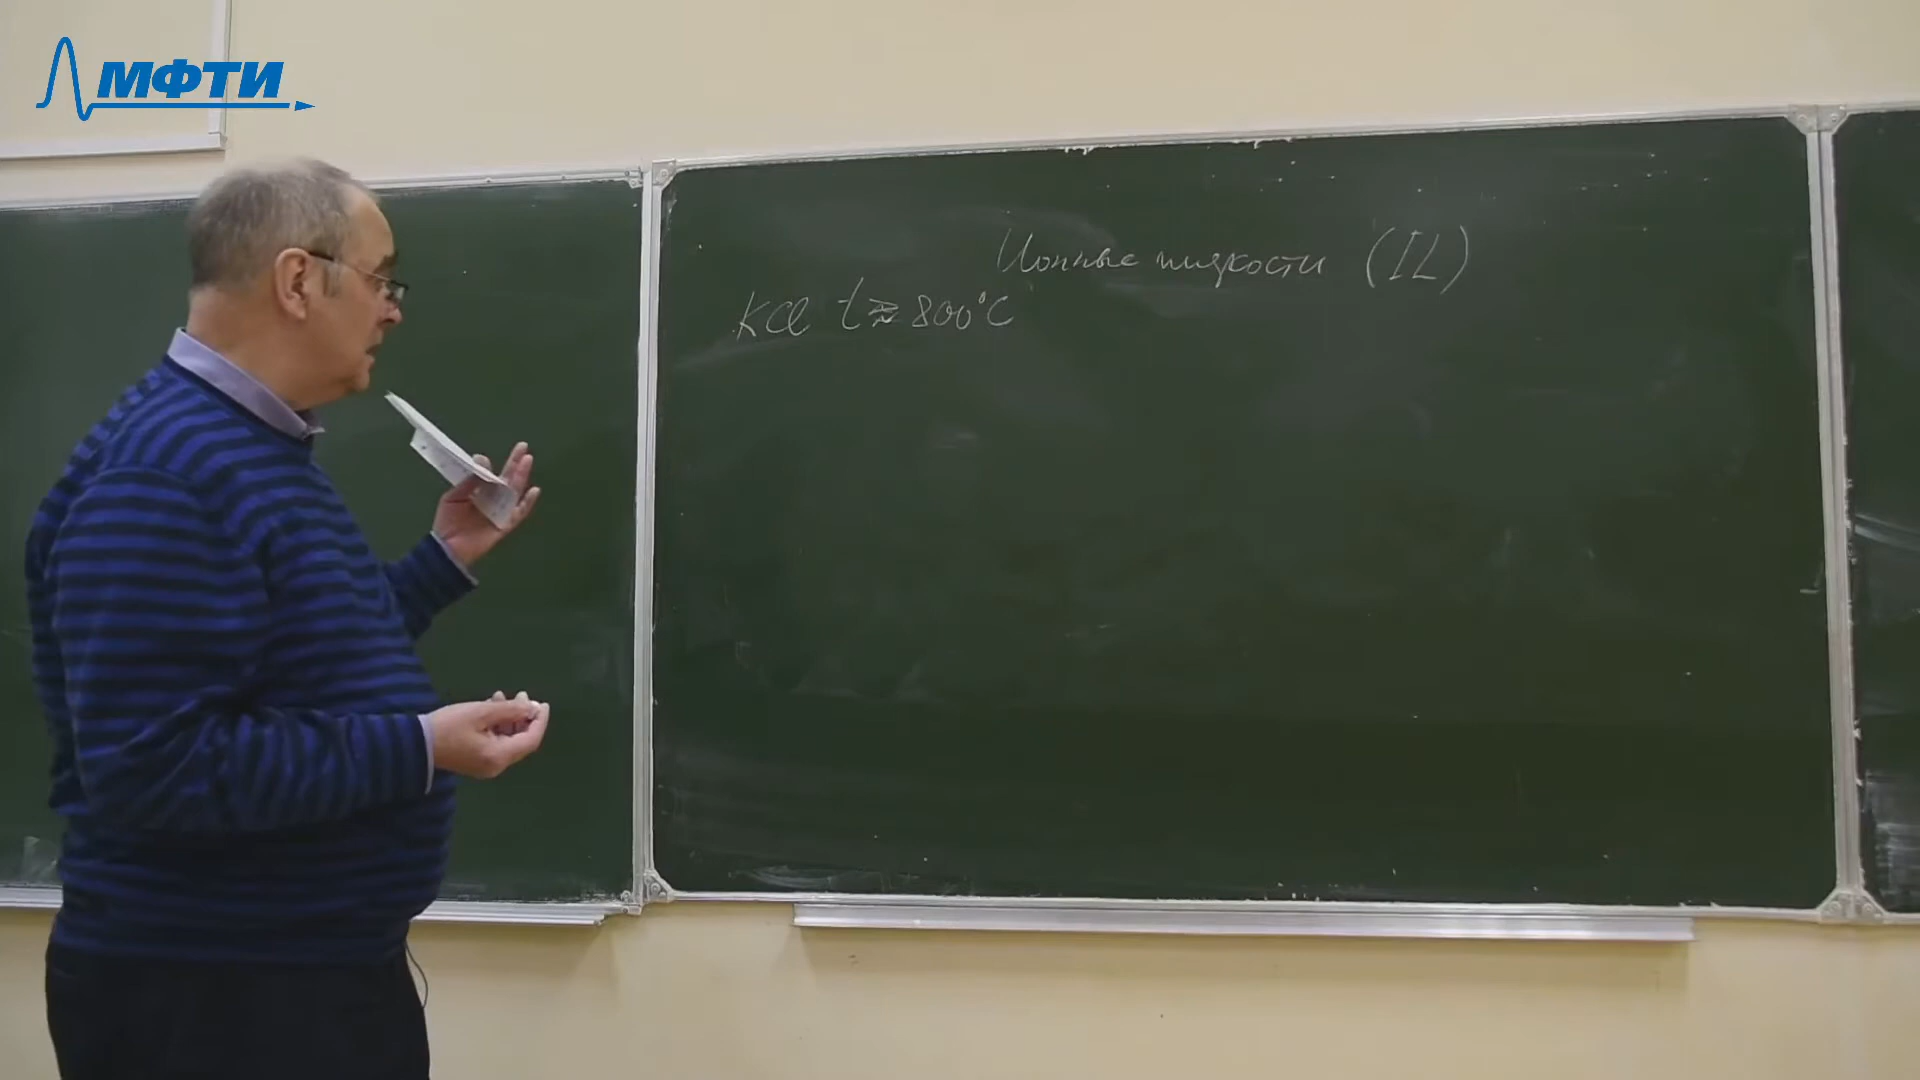 МФТИ
Ионные жидкости (IL)
KCl t ≈ 800°C